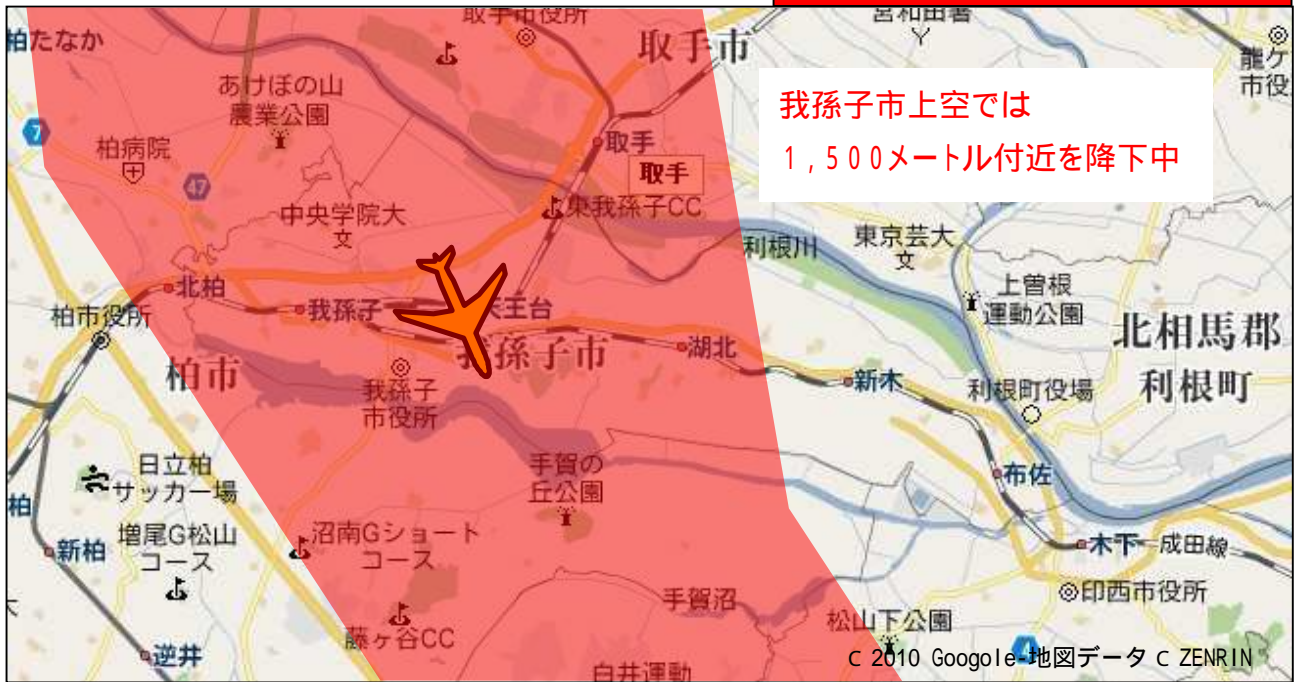 取手市役所
宮和田署
柏たなか
取手市
龍ケ
市役
あけぼの山
農業公園
我孫子市上空では
1,500メートル付近を降下中
7
柏病院
取手
取手
47
東我孫子CC
中央学院大
文
利根川
東京芸大
文
北柏
我孫子
天王台
上曽根
運動公園
柏市役所
北相馬郡
利根町
我孫子市
湖北
柏市
新木
我孫子
市役所
利根町役場
日立柏
サッカー場
手賀の
丘公園
布佐
柏
新柏
増尾G松山
コース
沼南Gショート
コース
木下
成田線
手賀沼
印西市役所
藤ヶ谷CC
松山下公園
逆井
白井運動
4
c 2010 Googole-地図データ c ZENRIN